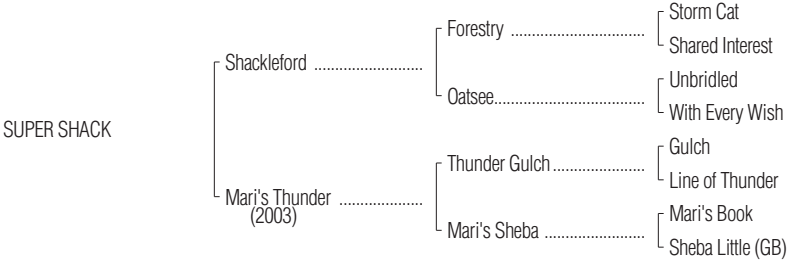 Storm Cat
Forestry ..............................
Shared Interest
Shackleford ........................
Unbridled
Oatsee..................................
With Every Wish
SUPER SHACK
Gulch
Thunder Gulch.....................
Line of Thunder
Mari's Thunder ...................
(2003)
Mari's Book
Mari's Sheba .......................
Sheba Little (GB)